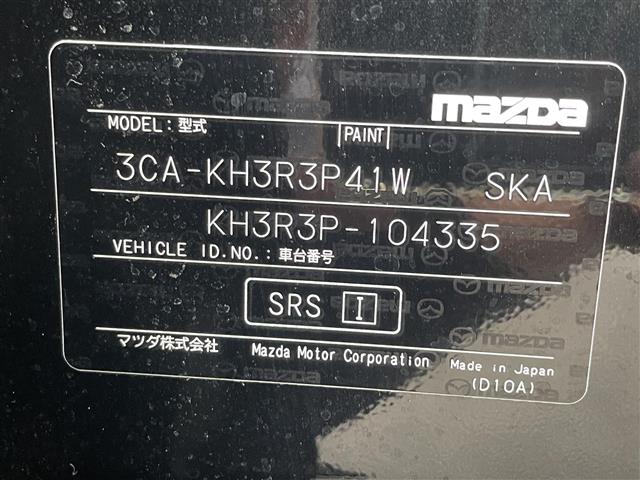 mazda
MODEL：型式 PAINT
3CA-KH3R3P41W 41W SKA
KH3R3P-104335
VEHICLE ID.NO.：車台番号
SRS I
マツダ株式会社 Mazda Motor Corporation Made in Japan
(D10A)